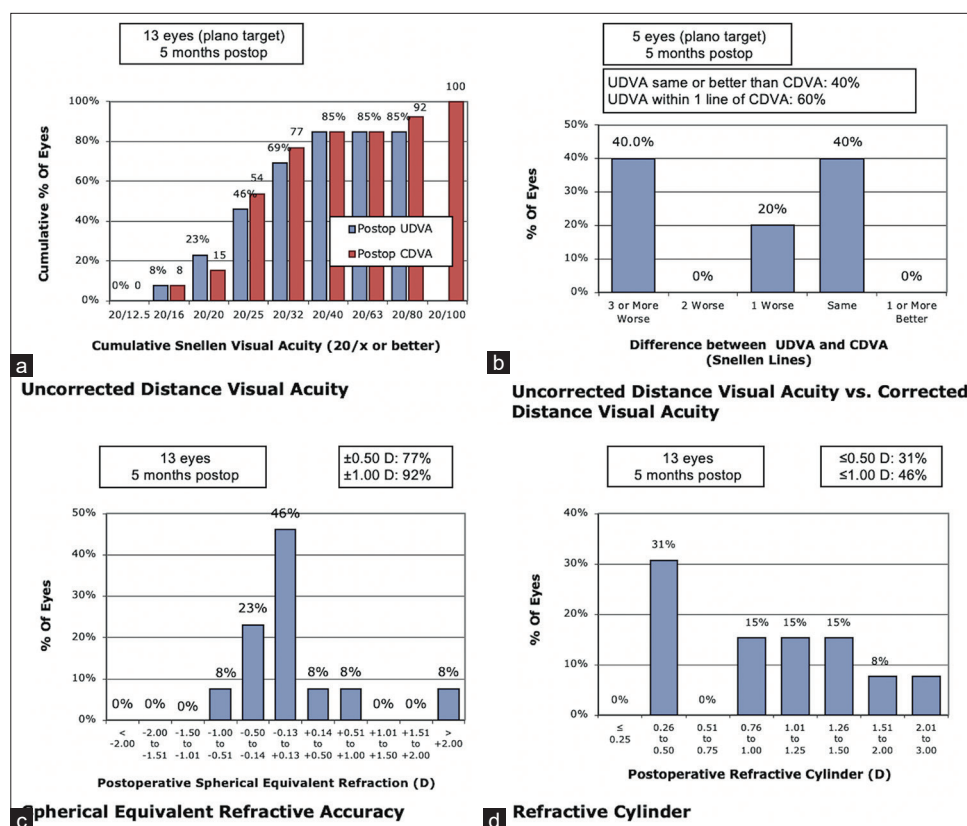 13 eyes (plano target)
5 months postop
100%
80%
60%
40%
20%
0%
Cumulative % Of Eyes
0% 0
8% 8
23% 15
46% 54
69% 77
85%
85%
85% 92
100
Postop UDVA
Postop CDVA
20/12.5 20/16 20/20 20/25 20/32 20/40 20/63 20/80 20/100
Cumulative Snellen Visual Acuity (20/x or better)
a
Uncorrected Distance Visual Acuity
5 eyes (plano target)
5 months postop
UDVA same or better than CDVA: 40%
UDVA within 1 line of CDVA: 60%
50%
40%
30%
20%
10%
0%
% Of Eyes
40.0%
0%
20%
40%
0%
3 or More Worse
2 Worse
1 Worse
Same
1 or More Better
Difference between UDVA and CDVA
(Snellen Lines)
b
Uncorrected Distance Visual Acuity vs. Corrected
Distance Visual Acuity
13 eyes
5 months postop
±0.50 D: 77%
±1.00 D: 92%
50%
40%
30%
20%
10%
0%
% Of Eyes
0%
0%
0%
8%
23%
46%
8%
8%
0%
0%
8%
< -2.00
-2.00 to -1.51
-1.50 to -1.01
-1.00 to -0.51
-0.50 to -0.14
-0.13 to +0.13
+0.14 to +0.50
+0.51 to +1.00
+1.01 to +1.50
+1.51 to +2.00
> +2.00
Postoperative Spherical Equivalent Refraction (D)
c
Spherical Equivalent Refractive Accuracy
13 eyes
5 months postop
≤0.50 D: 31%
≤1.00 D: 46%
40%
30%
20%
10%
0%
% Of Eyes
0%
31%
0%
15%
15%
15%
8%
≤ 0.25
0.26 to 0.50
0.51 to 0.75
0.76 to 1.00
1.01 to 1.25
1.26 to 1.50
1.51 to 2.00
2.01 to 3.00
Postoperative Refractive Cylinder (D)
d
Refractive Cylinder